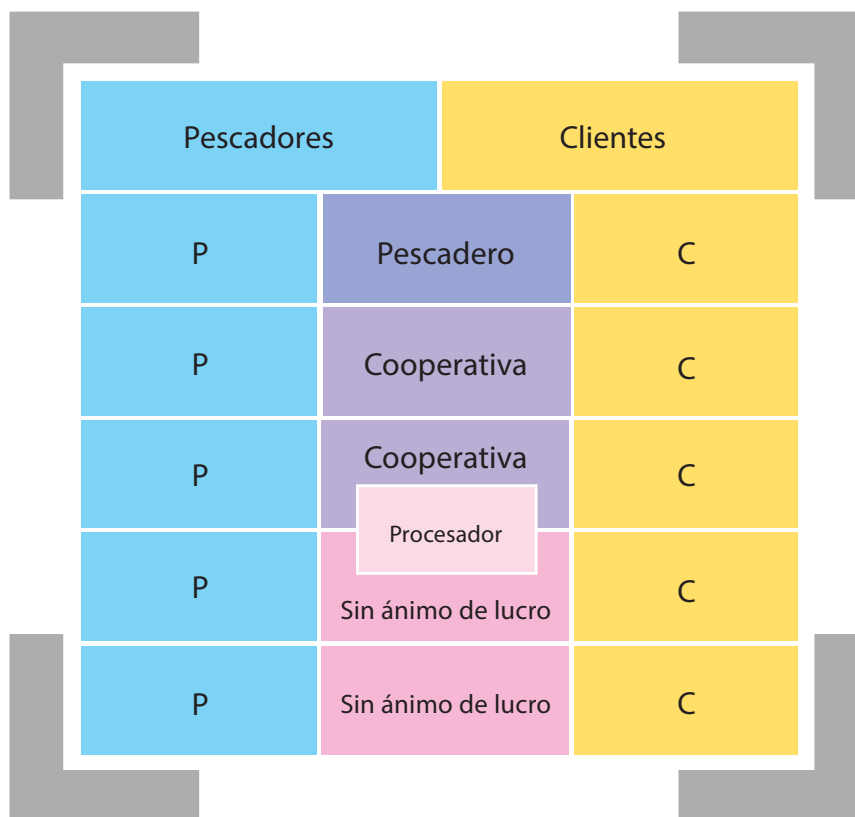 Pescadores
Clientes
P
Pescadero
C
P
Cooperativa
C
P
Cooperativa
C
Procesador
P
Sin ánimo de lucro
C
P
Sin ánimo de lucro
C